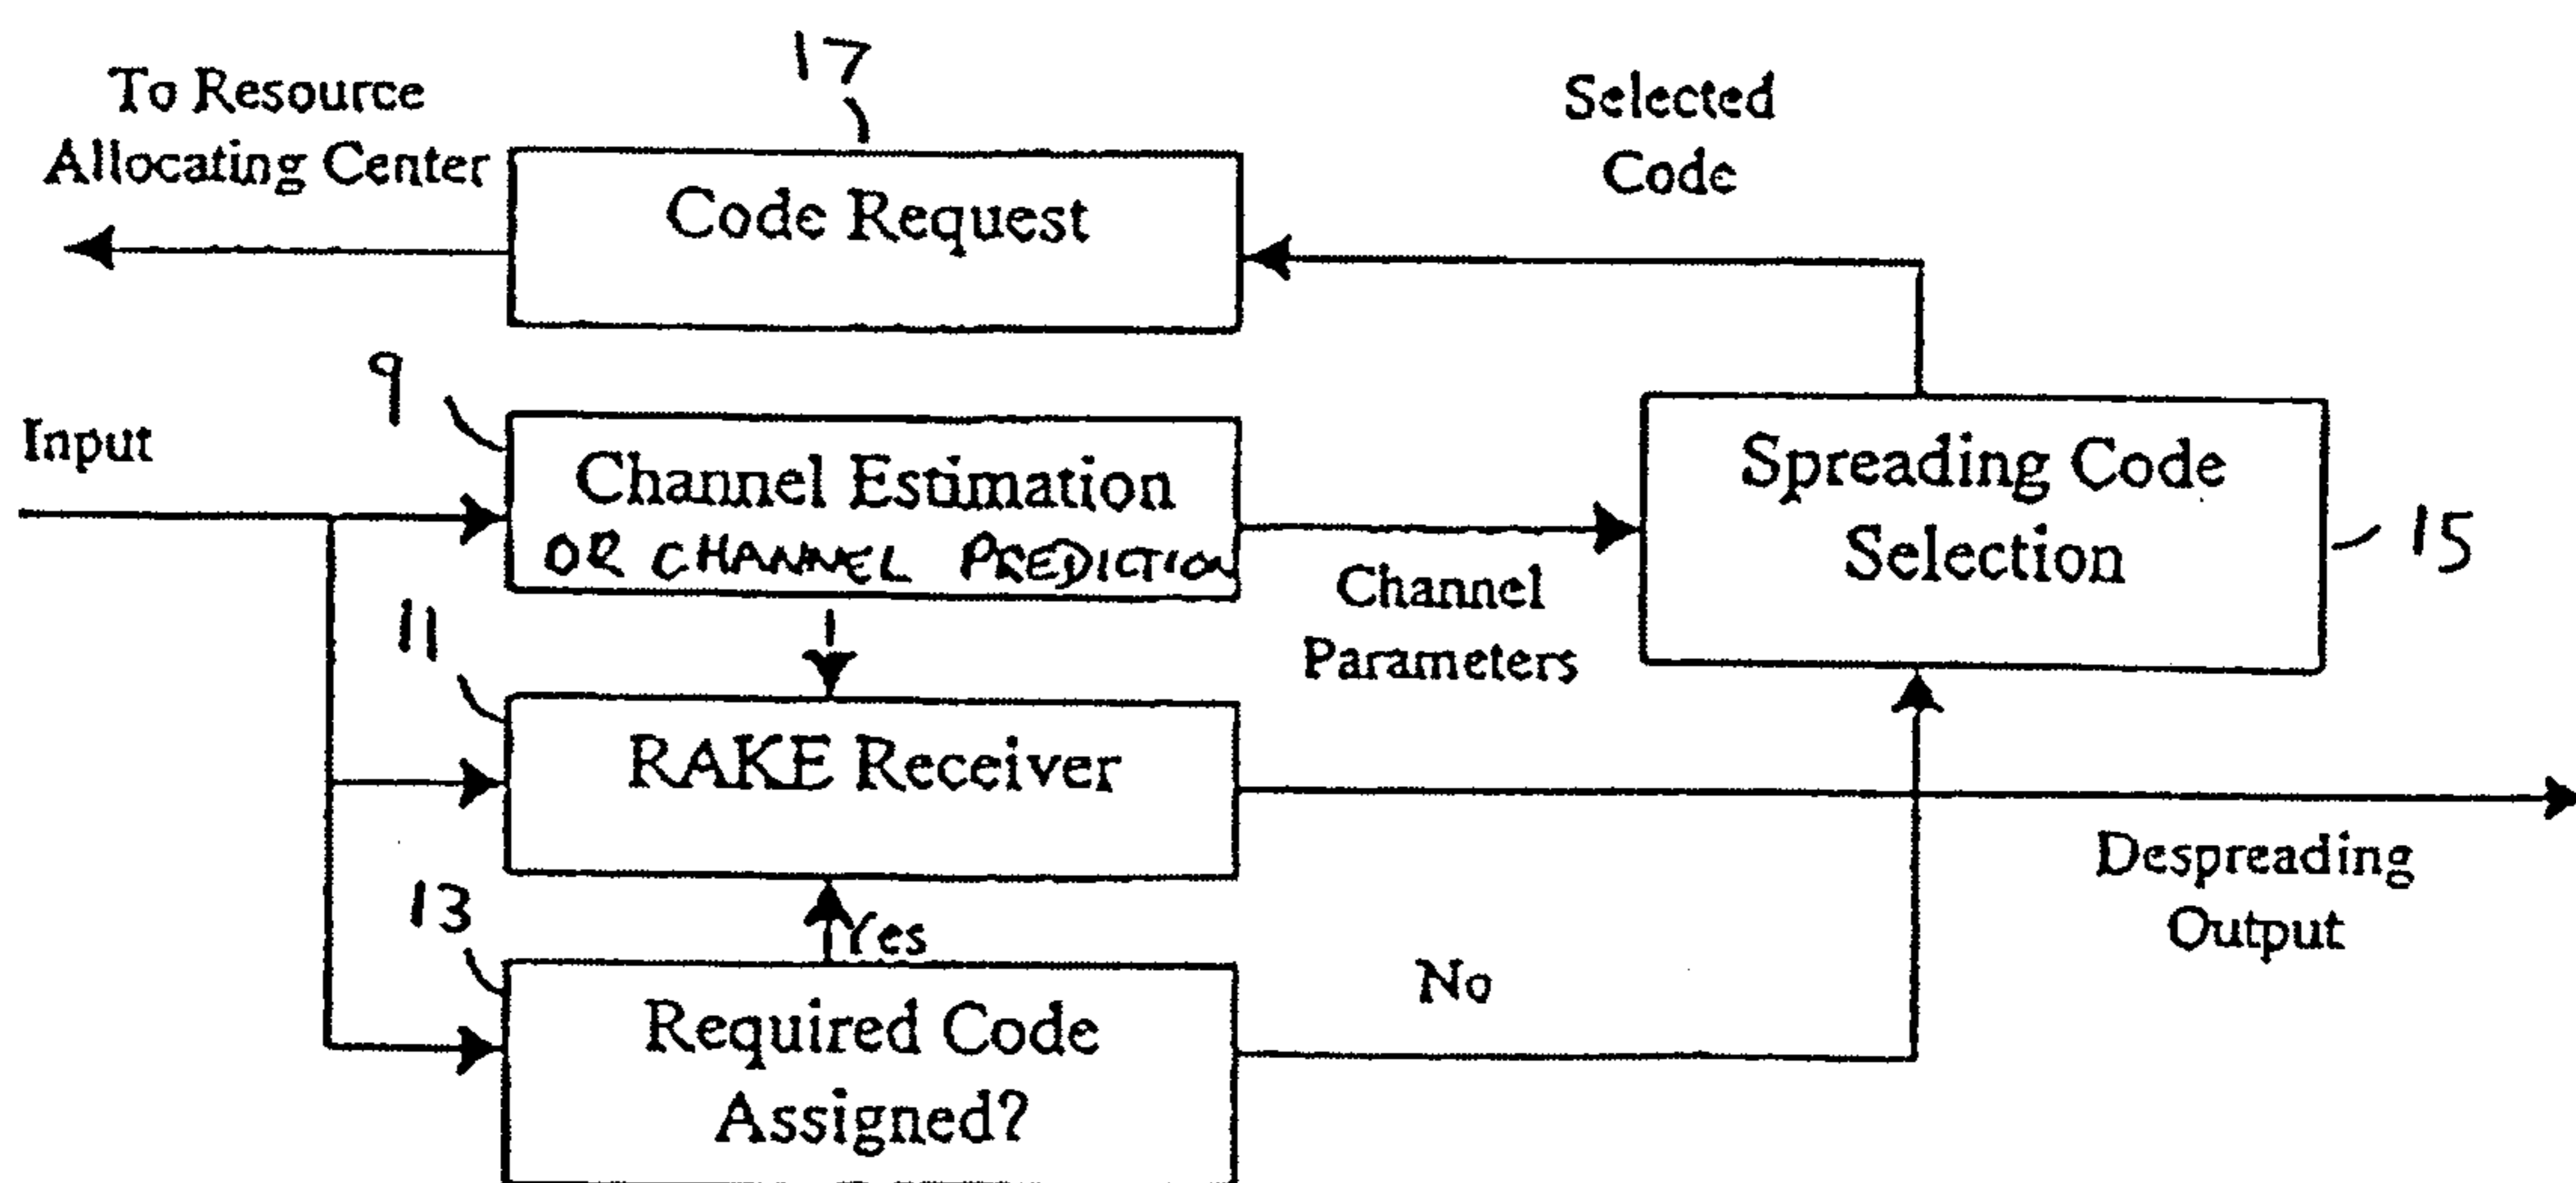 17
To Resource
Allocating Center
Code Request
Selected
Code
9
Input
Channel Estimation
OR CHANNEL PREDICTION
Channel
Parameters
Spreading Code
Selection
15
11
RAKE Receiver
Despreading
Output
13
Yes
Required Code
Assigned?
No